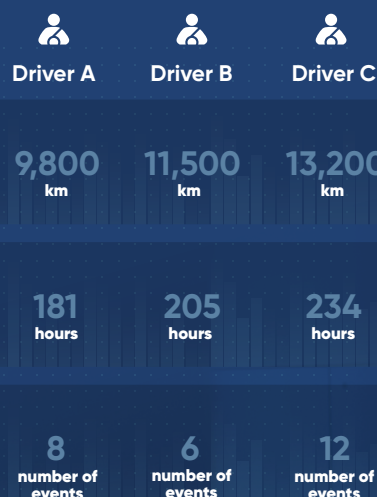 Driver A Driver B Driver C
9,800 11,500 13,200
km km km
181 205 234
hours hours hours
8 6 12
number of number of number of
events events events